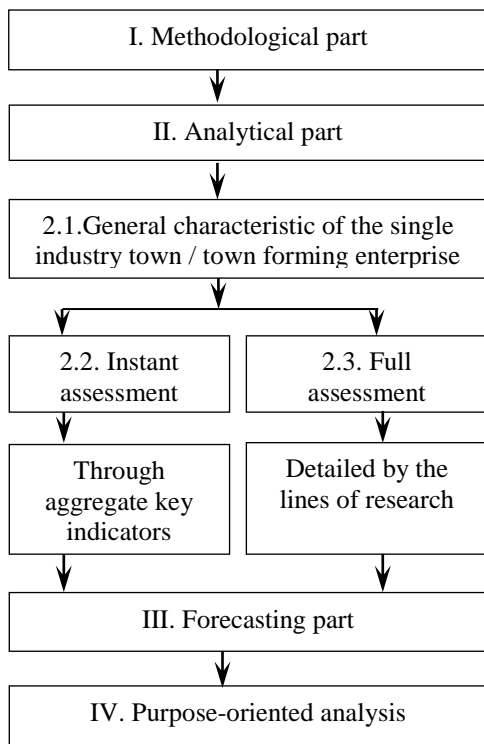 I. Methodological part
II. Analytical part
2.1.General characteristic of the single
industry town / town forming enterprise
2.2. Instant
assessment
2.3. Full
assessment
Through
aggregate key
indicators
Detailed by the
lines of research
III. Forecasting part
IV. Purpose-oriented analysis